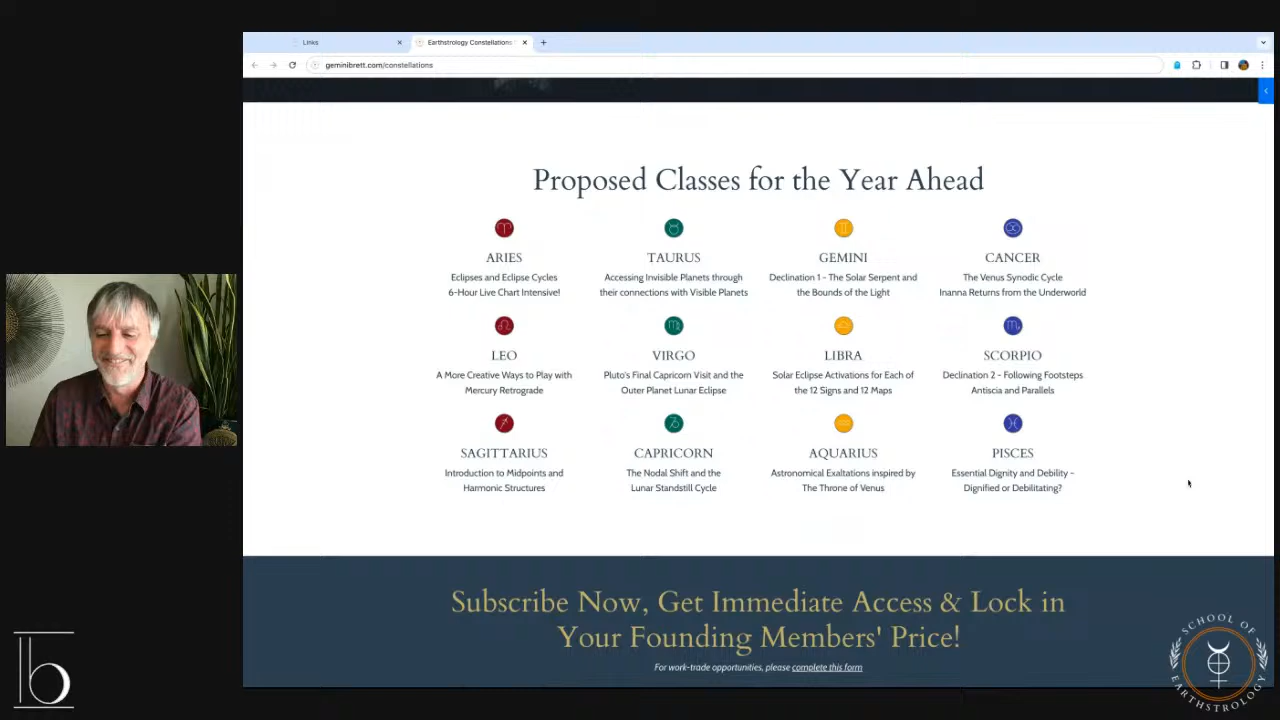 Links
Earthstrology Constellations
geminibrett.com/constellations
Proposed Classes for the Year Ahead
ARIES
Eclipses and Eclipse Cycles
6-Hour Live Chart Intensive!
TAURUS
Accessing Invisible Planets through
their connections with Visible Planets
GEMINI
Declination 1 - The Solar Serpent and
the Bounds of the Light
CANCER
The Venus Synodic Cycle
Inanna Returns from the Underworld
LEO
A More Creative Ways to Play with
Mercury Retrograde
VIRGO
Pluto's Final Capricorn Visit and the
Outer Planet Lunar Eclipse
LIBRA
Solar Eclipse Activations for Each of
the 12 Signs and 12 Maps
SCORPIO
Declination 2 - Following Footsteps
Antiscia and Parallels
SAGITTARIUS
Introduction to Midpoints and
Harmonic Structures
CAPRICORN
The Nodal Shift and the
Lunar Standstill Cycle
AQUARIUS
Astronomical Exaltations inspired by
The Throne of Venus
PISCES
Essential Dignity and Debility -
Dignified or Debilitating?
Subscribe Now, Get Immediate Access & Lock in
Your Founding Members' Price!
For work-trade opportunities, please complete this form
b
SCHOOL OF
EARTHSTROLOGY